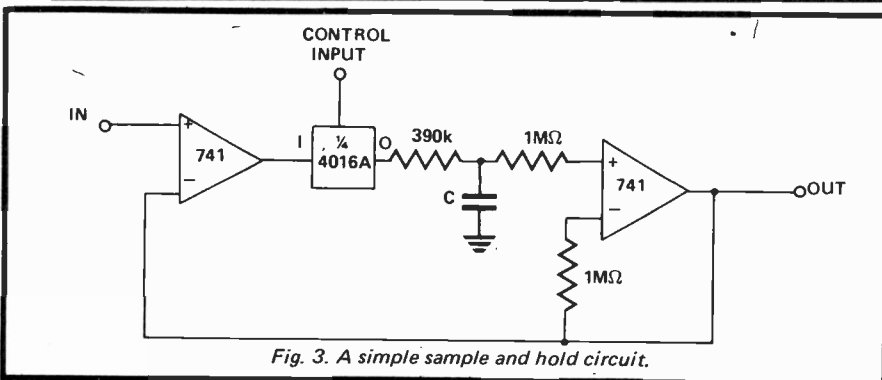 CONTROL
INPUT
IN
+
741
−
I
¼
4016A
O
390k
1MΩ
C
+
741
−
OUT
1MΩ
Fig. 3. A simple sample and hold circuit.